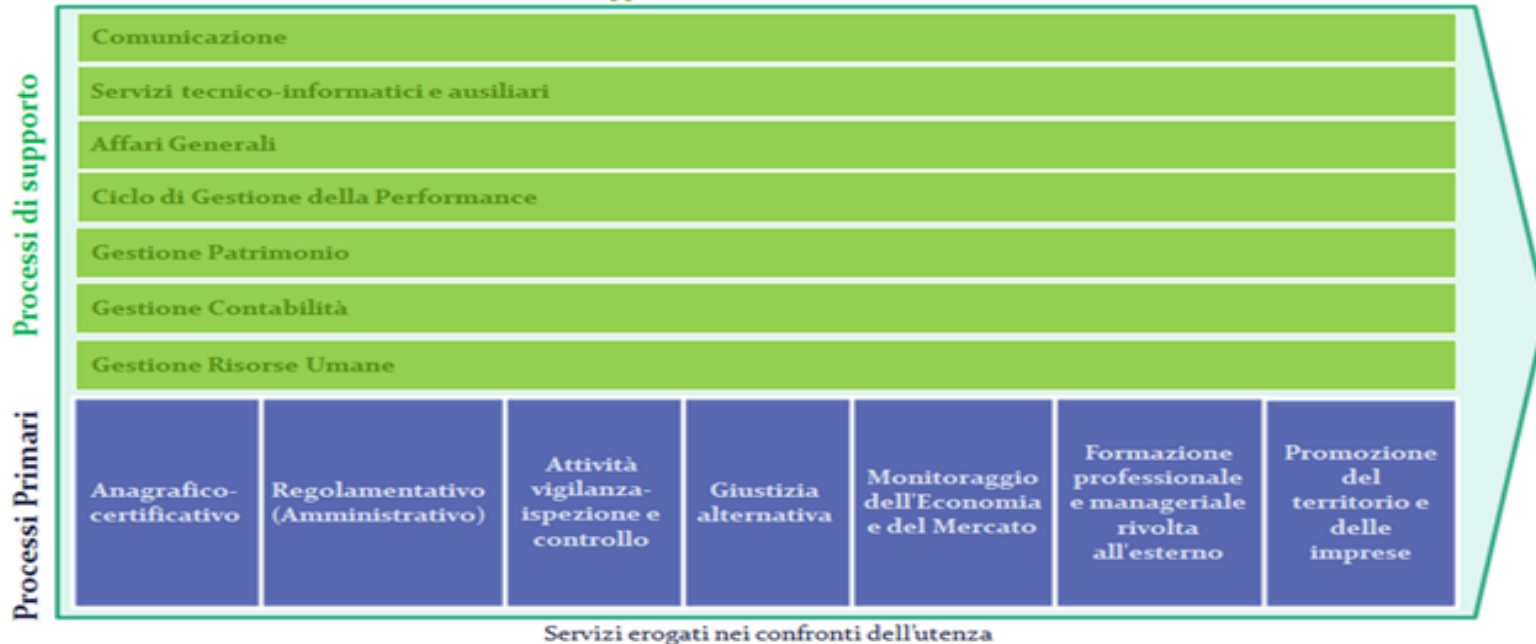 Processi di supporto
Comunicazione
Servizi tecnico-informatici e ausiliari
Affari Generali
Ciclo di Gestione della Performance
Gestione Patrimonio
Gestione Contabilità
Gestione Risorse Umane
Processi Primari
Anagrafico-
certificativo
Regolamentativo
(Amministrativo)
Attività
vigilanza-
ispezione e
controllo
Giustizia
alternativa
Monitoraggio
dell'Economia
e del Mercato
Formazione
professionale
e manageriale
rivolta
all'esterno
Promozione
del
territorio e
delle
imprese
Servizi erogati nei confronti dell'utenza